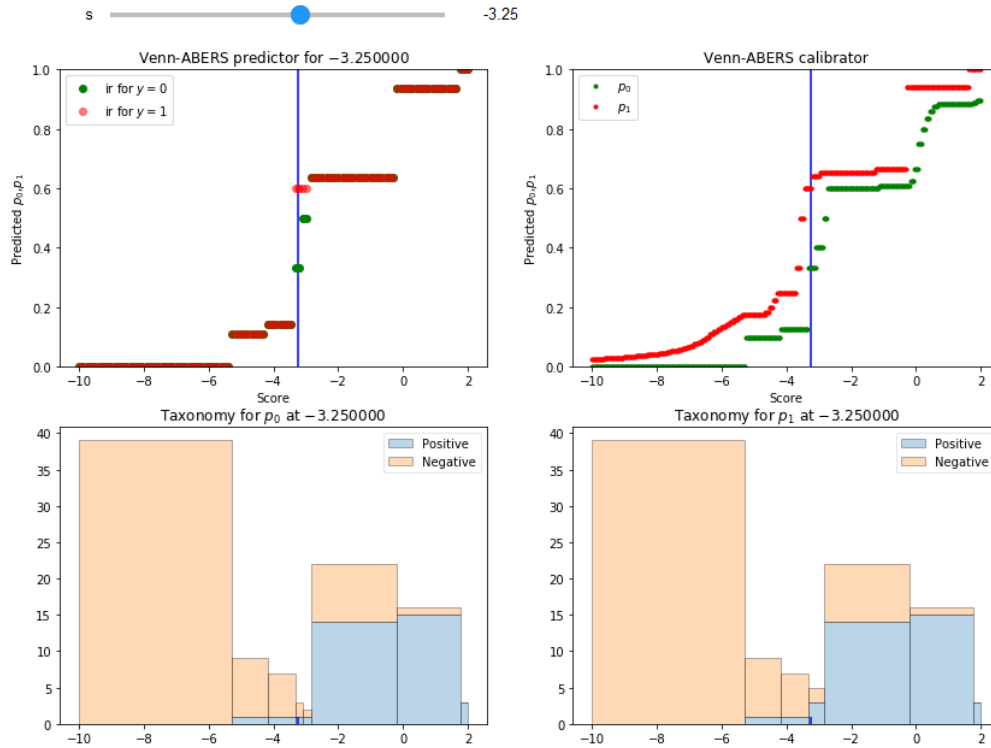 s -3.25
Venn-ABERS predictor for −3.250000
1.0
0.8
0.6
0.4
0.2
0.0
Predicted p₀,p₁
ir for y = 0
ir for y = 1
−10 −8 −6 −4 −2 0 2
Score
Venn-ABERS calibrator
1.0
0.8
0.6
0.4
0.2
0.0
Predicted p₀,p₁
p₀
p₁
−10 −8 −6 −4 −2 0 2
Score
Taxonomy for p₀ at −3.250000
40
35
30
25
20
15
10
5
0
Positive
Negative
−10 −8 −6 −4 −2 0 2
Taxonomy for p₁ at −3.250000
40
35
30
25
20
15
10
5
0
Positive
Negative
−10 −8 −6 −4 −2 0 2